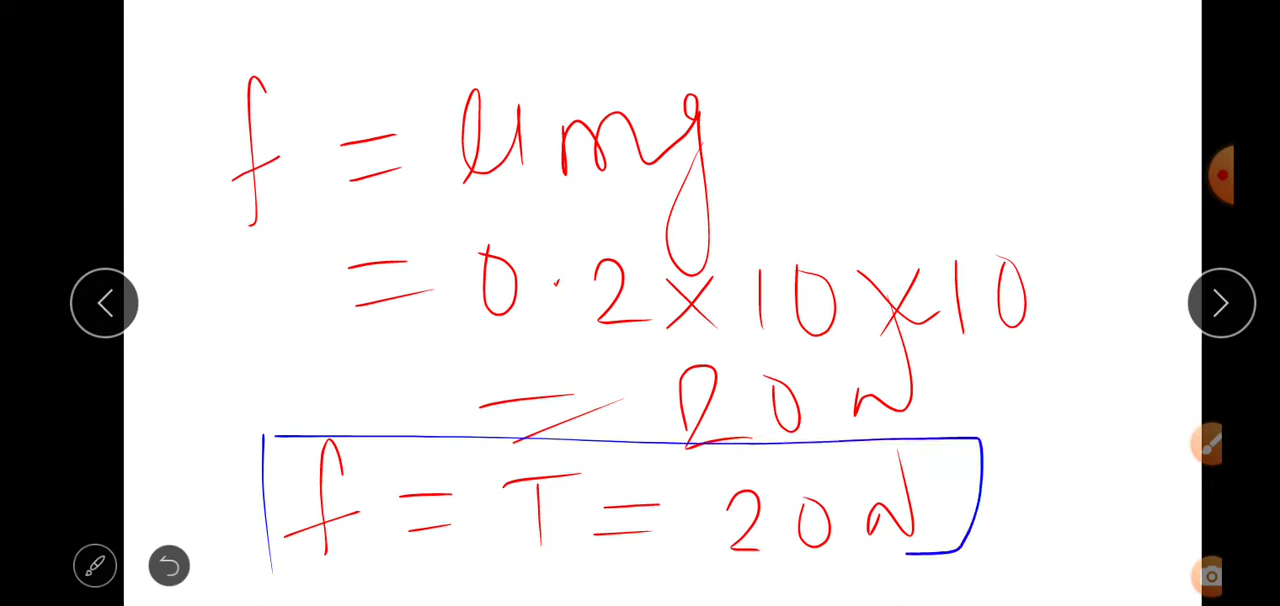 f = μmg
= 0.2×10×10
= 20N
f = T = 20N